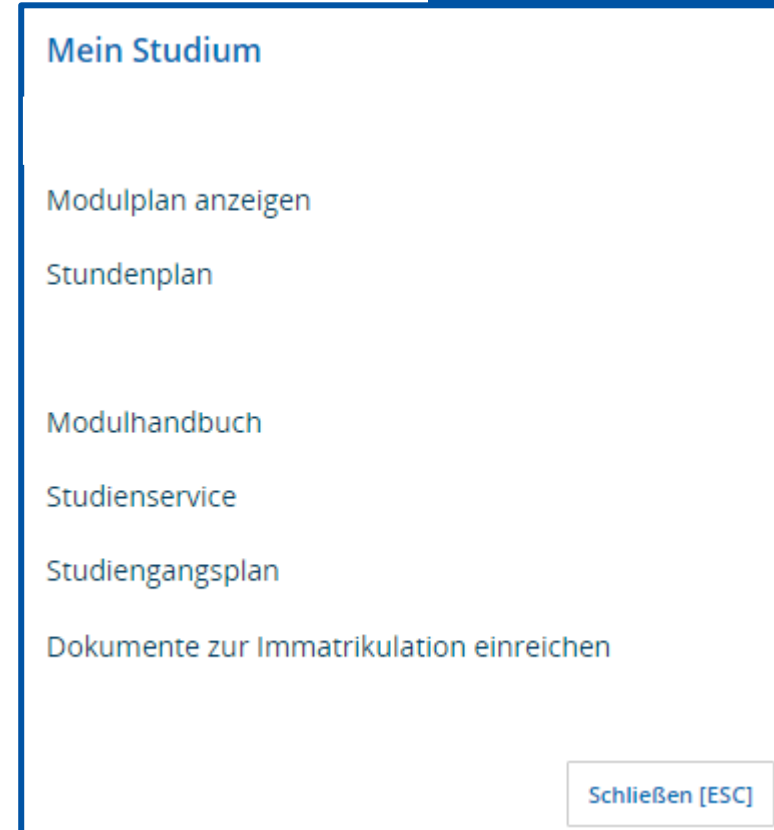 Mein Studium
Modulplan anzeigen
Stundenplan
Modulhandbuch
Studienservice
Studiengangsplan
Dokumente zur Immatrikulation einreichen
Schließen [ESC]